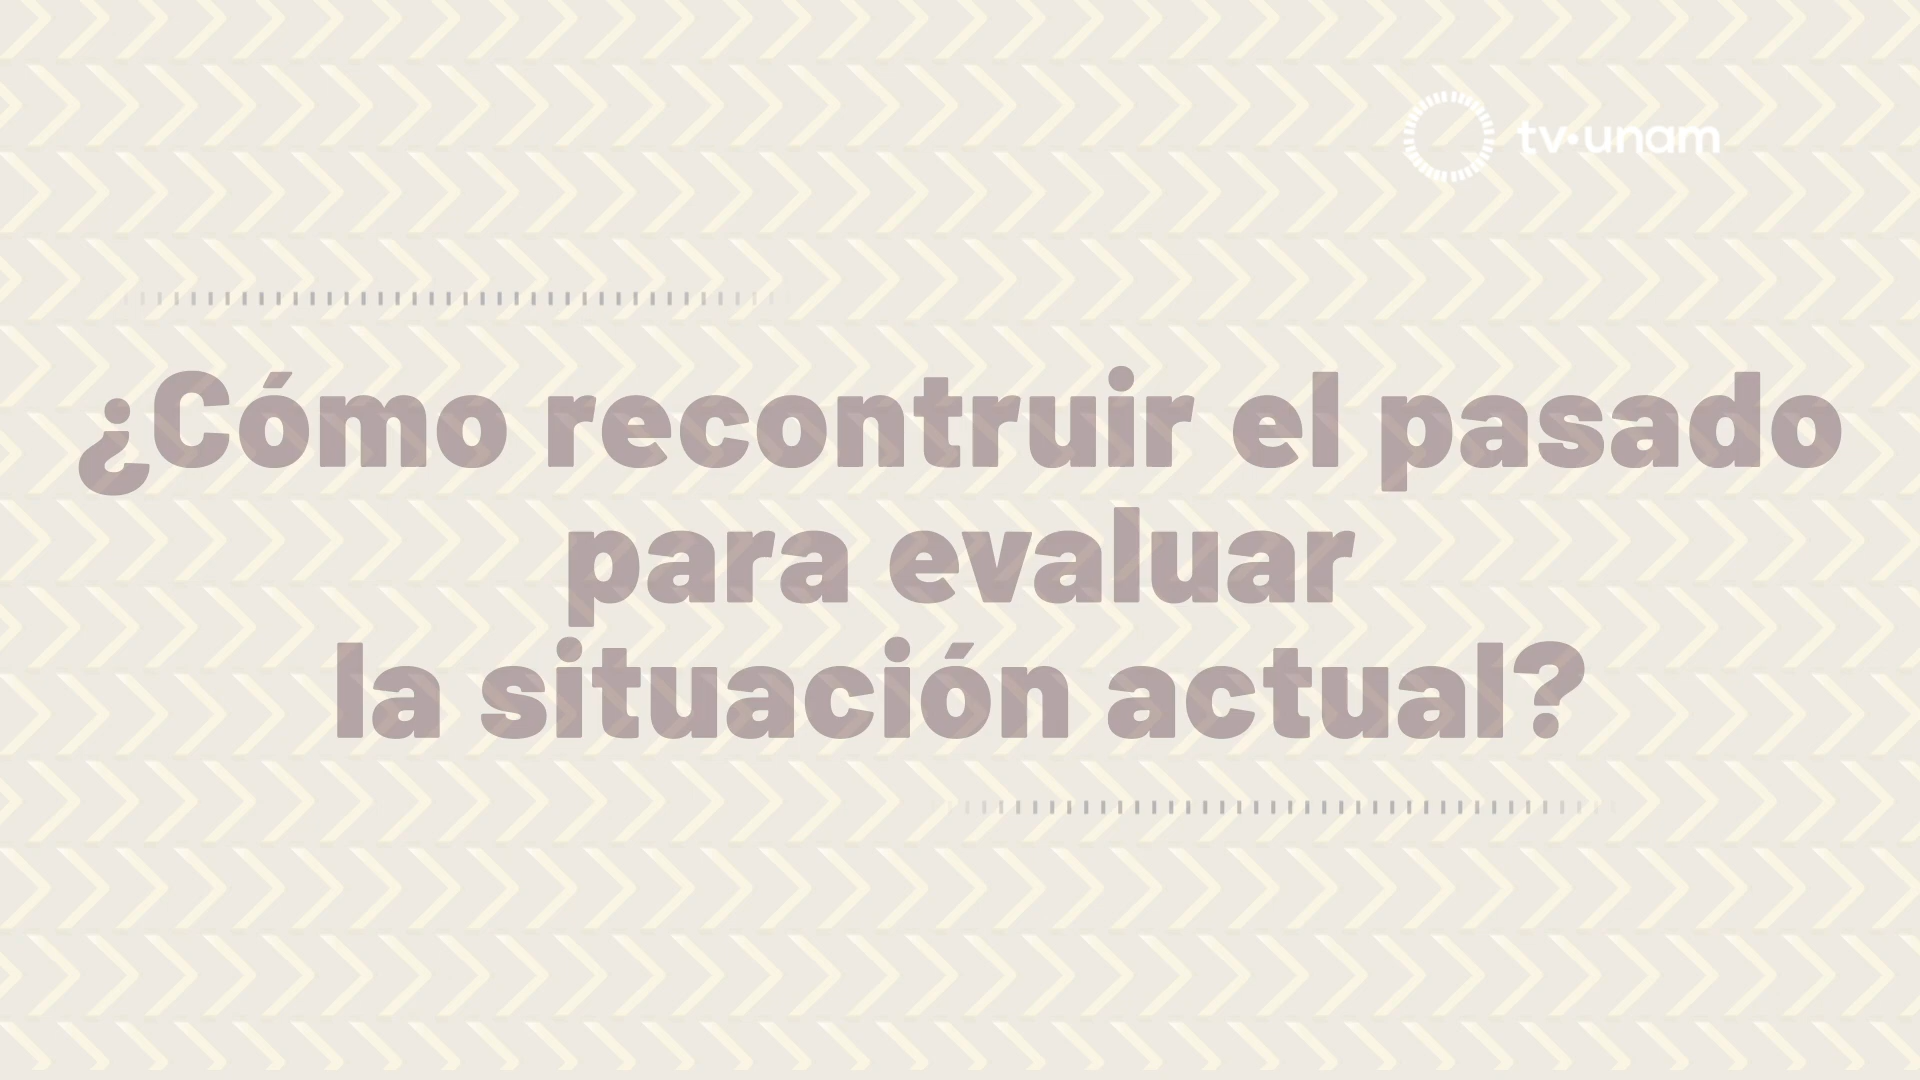 tv·unam
¿Cómo recontruir el pasado
para evaluar
la situación actual?